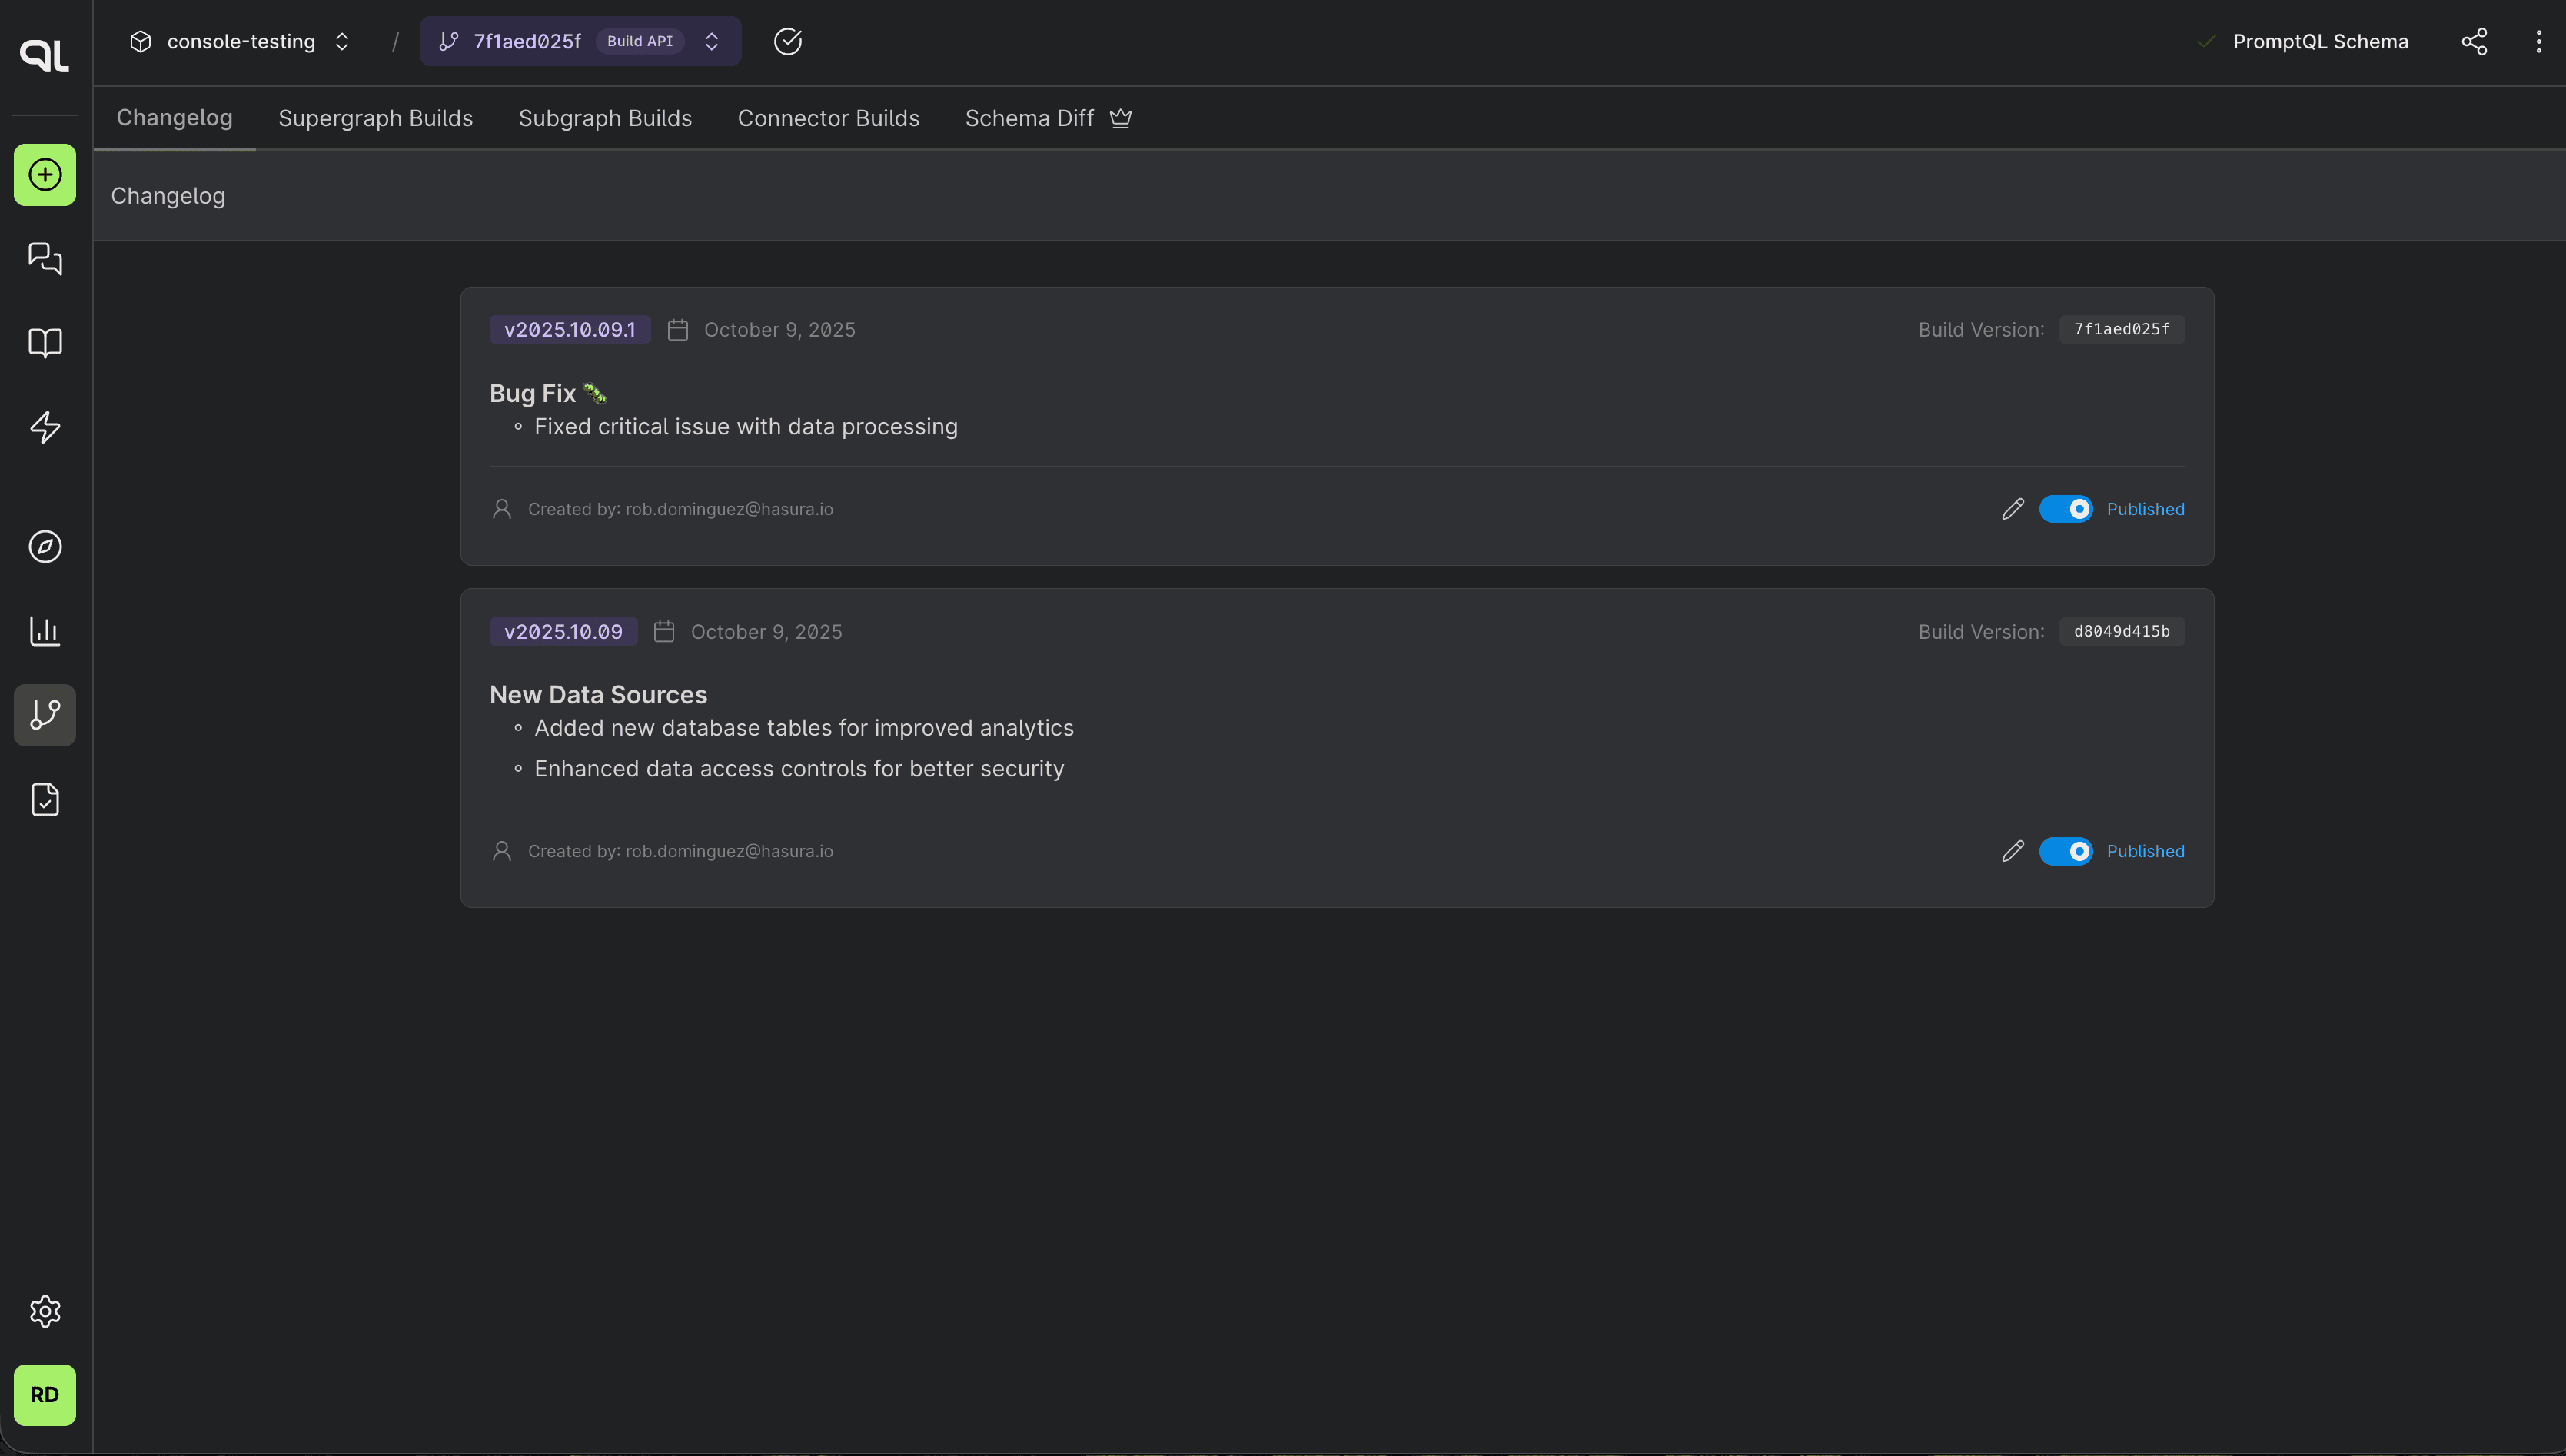 QL
console-testing / 7f1aed025f Build API PromptQL Schema
Changelog Supergraph Builds Subgraph Builds Connector Builds Schema Diff
Changelog
v2025.10.09.1 October 9, 2025 Build Version: 7f1aed025f
Bug Fix 🐛
Fixed critical issue with data processing
Created by: rob.dominguez@hasura.io Published
v2025.10.09 October 9, 2025 Build Version: d8049d415b
New Data Sources
Added new database tables for improved analytics
Enhanced data access controls for better security
Created by: rob.dominguez@hasura.io Published
RD